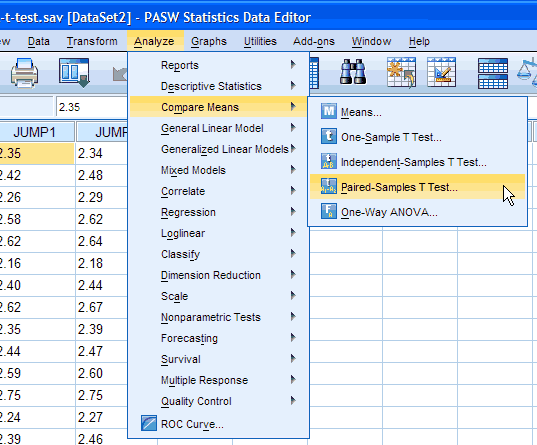 -t-test.sav [DataSet2] - PASW Statistics Data Editor
ew Data Transform Analyze Graphs Utilities Add-ons Window Help
2.35
JUMP1
Reports
Descriptive Statistics
Compare Means
General Linear Model
Generalized Linear Models
Mixed Models
Correlate
Regression
Loglinear
Classify
Dimension Reduction
Scale
Nonparametric Tests
Forecasting
Survival
Multiple Response
Quality Control
ROC Curve...
Means...
One-Sample T Test...
Independent-Samples T Test...
Paired-Samples T Test...
One-Way ANOVA...
2.35 2.34
2.42 2.48
2.26 2.29
2.58 2.62
2.62 2.64
2.16 2.18
2.40 2.44
2.62 2.67
2.35 2.39
2.44 2.47
2.59 2.60
2.75 2.75
2.24 2.27
2.39 2.46